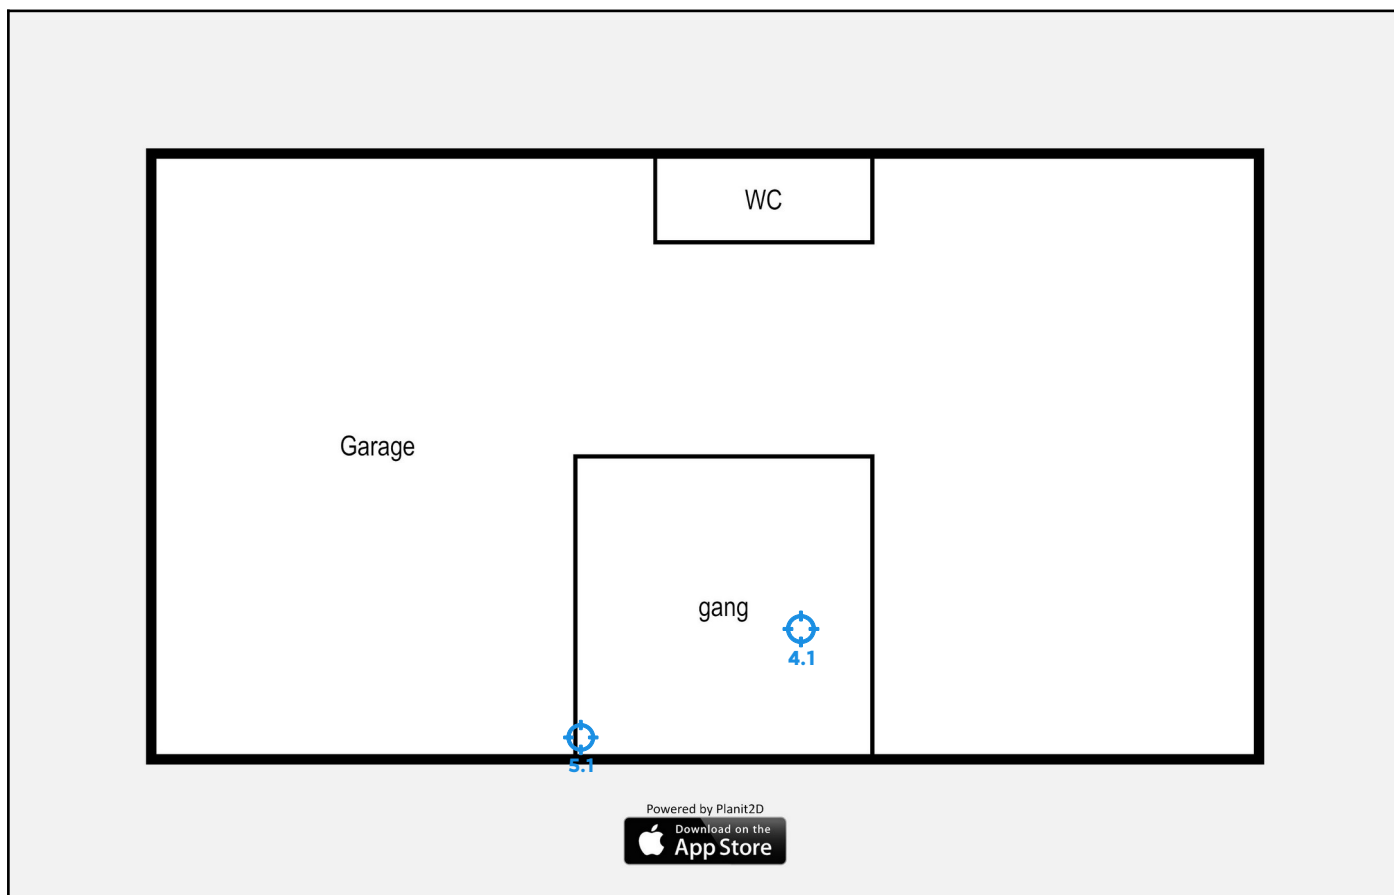 WC
Garage
gang
4.1
5.1
Powered by Planit2D
Download on the
App Store